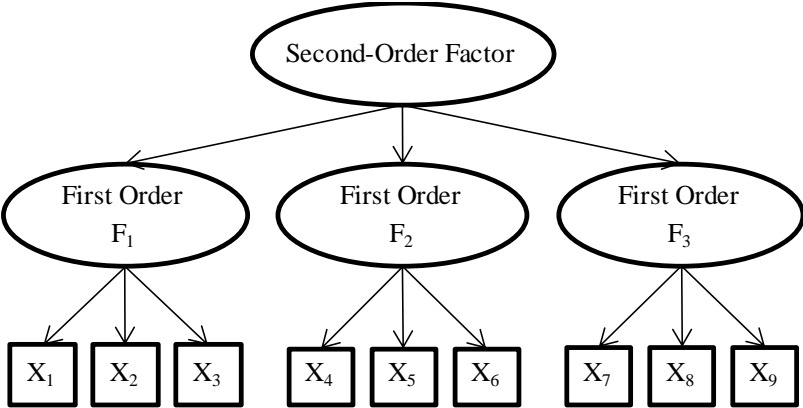 Second-Order Factor
First Order
F₁
First Order
F₂
First Order
F₃
X₁ X₂ X₃ X₄ X₅ X₆ X₇ X₈ X₉